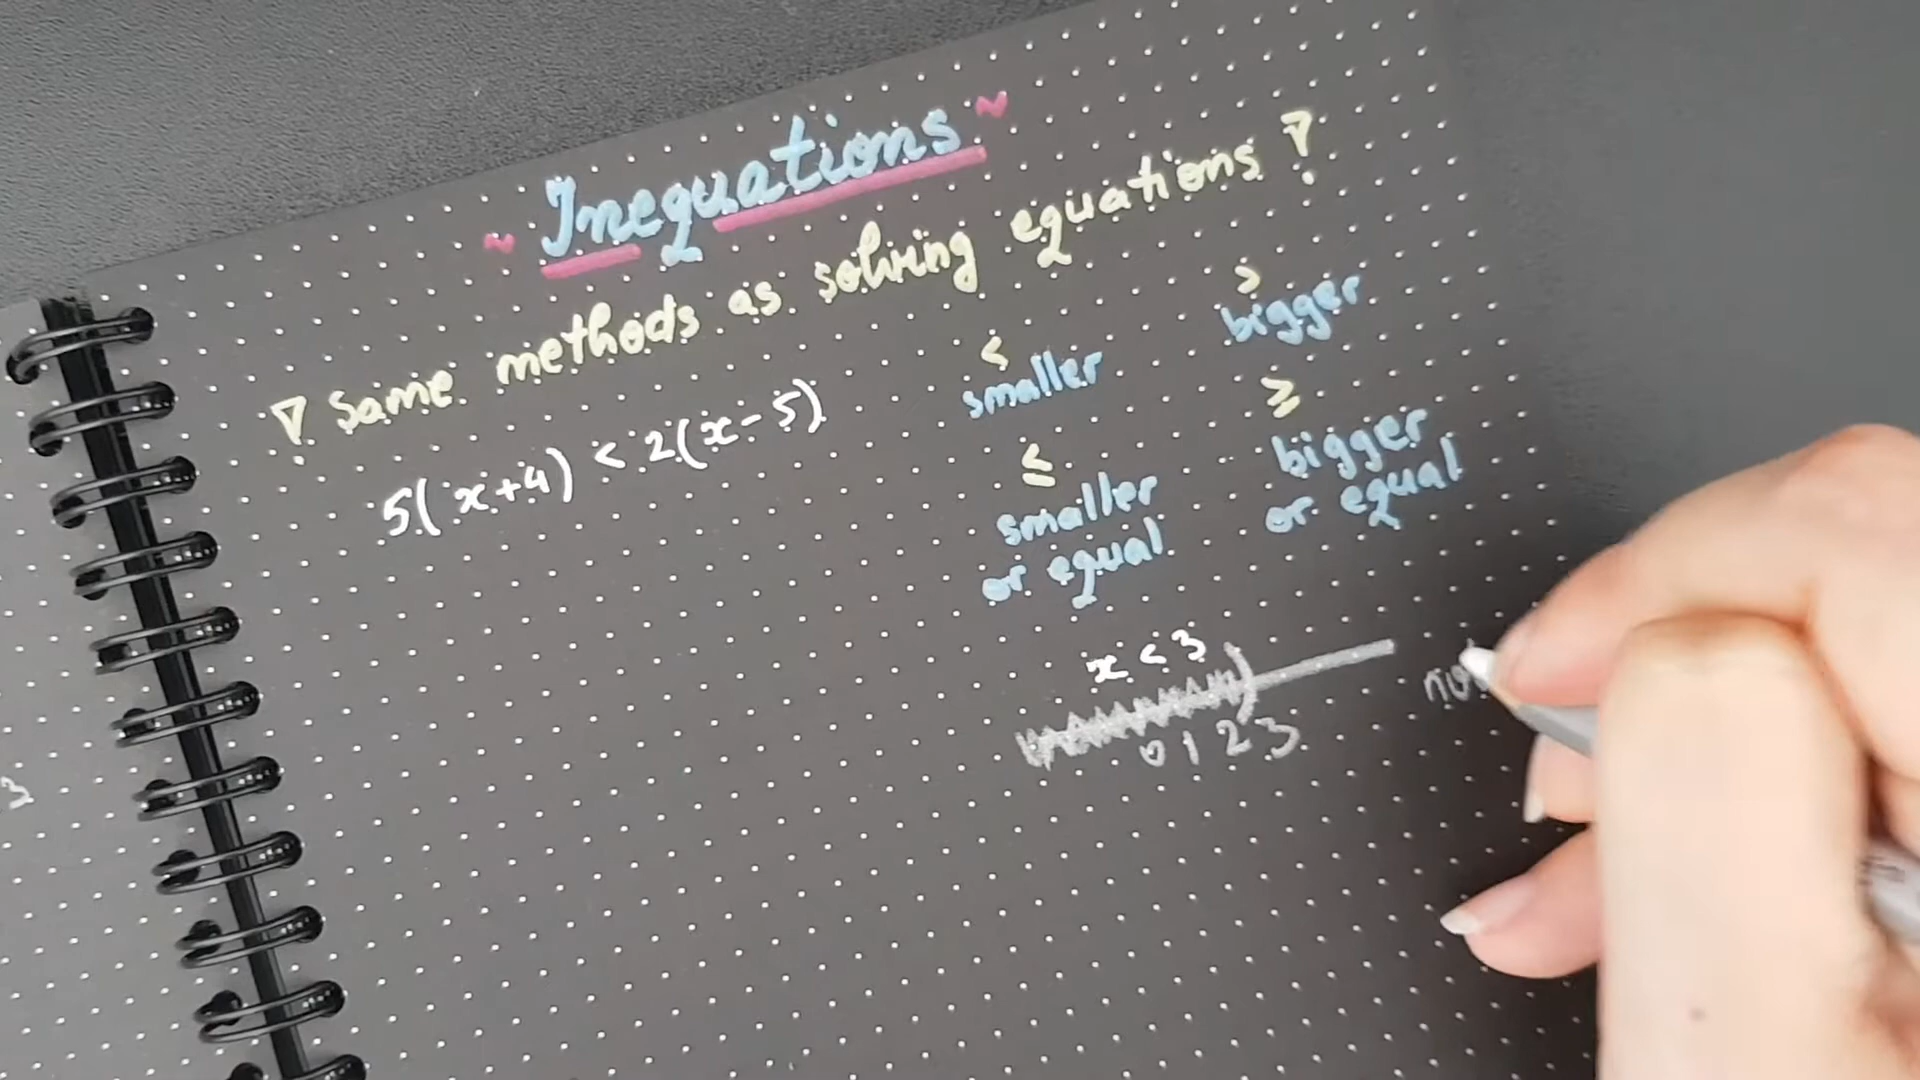 ~ Inequations ~
! Same methods as solving equations !
5(x+4) < 2(x-5)
<
smaller
>
bigger
≤
smaller
or equal
≥
bigger
or equal
x < 3
0 1 2 3
3